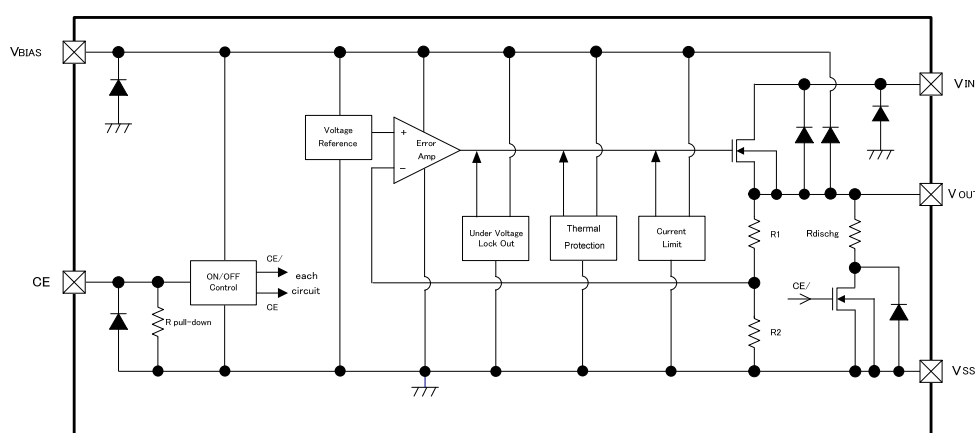 VBIAS
VIN
Voltage
Reference
+
Error
Amp
−
VOUT
Under Voltage
Lock Out
Thermal
Protection
Current
Limit
R1
Rdischg
CE
ON/OFF
Control
CE/
each
circuit
CE
CE/
R pull-down
R2
VSS